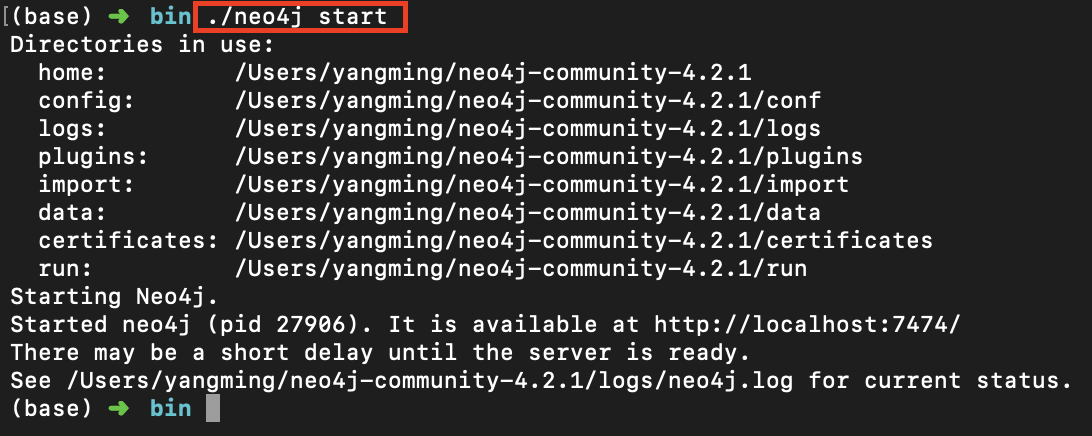 (base) ➜ bin ./neo4j start
Directories in use:
  home:         /Users/yangming/neo4j-community-4.2.1
  config:       /Users/yangming/neo4j-community-4.2.1/conf
  logs:         /Users/yangming/neo4j-community-4.2.1/logs
  plugins:      /Users/yangming/neo4j-community-4.2.1/plugins
  import:       /Users/yangming/neo4j-community-4.2.1/import
  data:         /Users/yangming/neo4j-community-4.2.1/data
  certificates: /Users/yangming/neo4j-community-4.2.1/certificates
  run:          /Users/yangming/neo4j-community-4.2.1/run
Starting Neo4j.
Started neo4j (pid 27906). It is available at http://localhost:7474/
There may be a short delay until the server is ready.
See /Users/yangming/neo4j-community-4.2.1/logs/neo4j.log for current status.
(base) ➜ bin